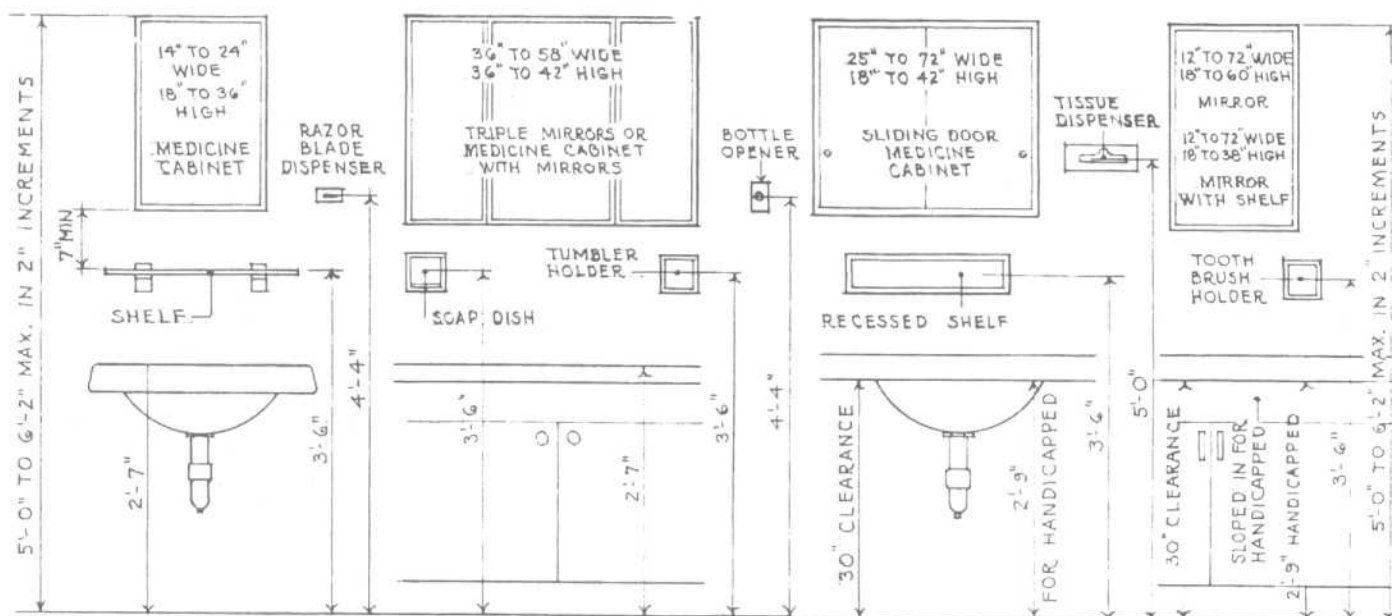 5'-0" TO 6'-2" MAX. IN 2" INCREMENTS
14" TO 24"
WIDE
18" TO 36"
HIGH
MEDICINE
CABINET
7" MIN
SHELF
2'-7"
3'-6"
RAZOR
BLADE
DISPENSER
4'-4"
36" TO 58" WIDE
36" TO 42" HIGH
TRIPLE MIRRORS OR
MEDICINE CABINET
WITH MIRRORS
SOAP DISH
TUMBLER
HOLDER
3'-6"
2'-7"
3'-6"
BOTTLE
OPENER
4'-4"
25" TO 72" WIDE
18" TO 42" HIGH
SLIDING DOOR
MEDICINE
CABINET
RECESSED SHELF
30" CLEARANCE
2'-9"
FOR HANDICAPPED
3'-6"
TISSUE
DISPENSER
5'-0"
12" TO 72" WIDE
18" TO 60" HIGH
MIRROR
12" TO 72" WIDE
18" TO 38" HIGH
MIRROR
WITH SHELF
TOOTH
BRUSH
HOLDER
30" CLEARANCE
SLOPED IN FOR
HANDICAPPED
2'-9" HANDICAPPED
3'-6"
5'-0" TO 6'-2" MAX. IN 2" INCREMENTS